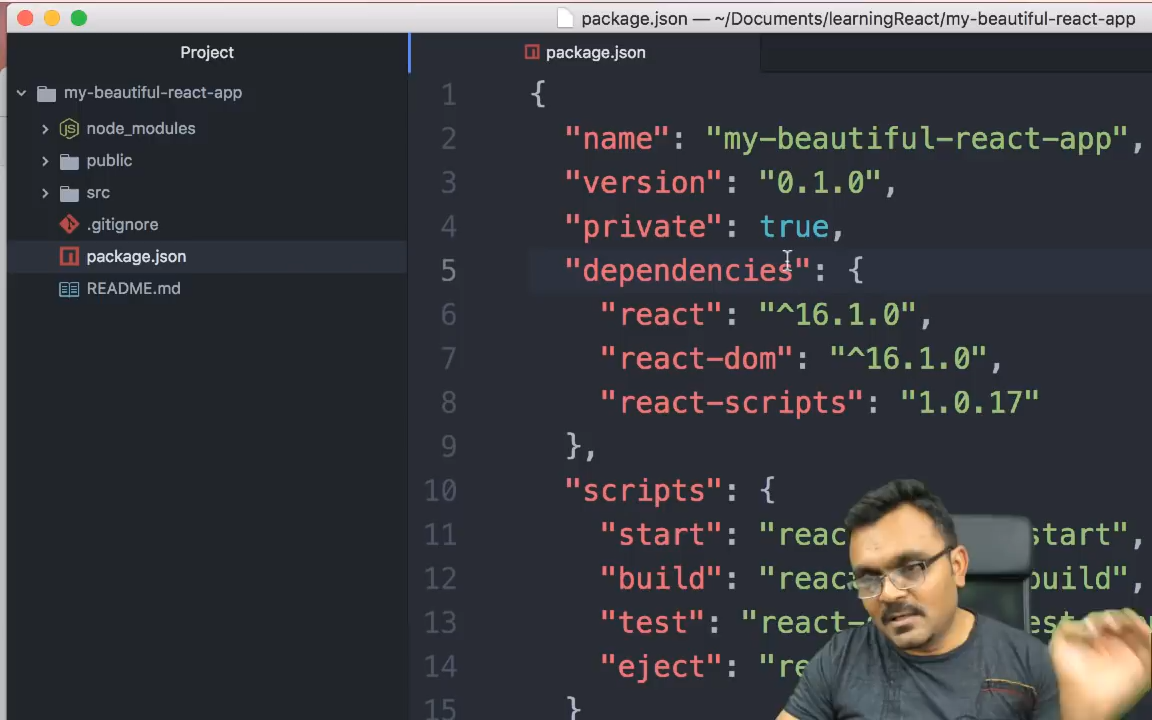 package.json — ~/Documents/learningReact/my-beautiful-react-app
Project
my-beautiful-react-app
node_modules
public
src
.gitignore
package.json
README.md
package.json
1 {
2 "name": "my-beautiful-react-app",
3 "version": "0.1.0",
4 "private": true,
5 "dependencies": {
6 "react": "^16.1.0",
7 "react-dom": "^16.1.0",
8 "react-scripts": "1.0.17"
9 },
10 "scripts": {
11 "start": "reac start",
12 "build": "react build",
13 "test": "react-
14 "eject": "re
15 }